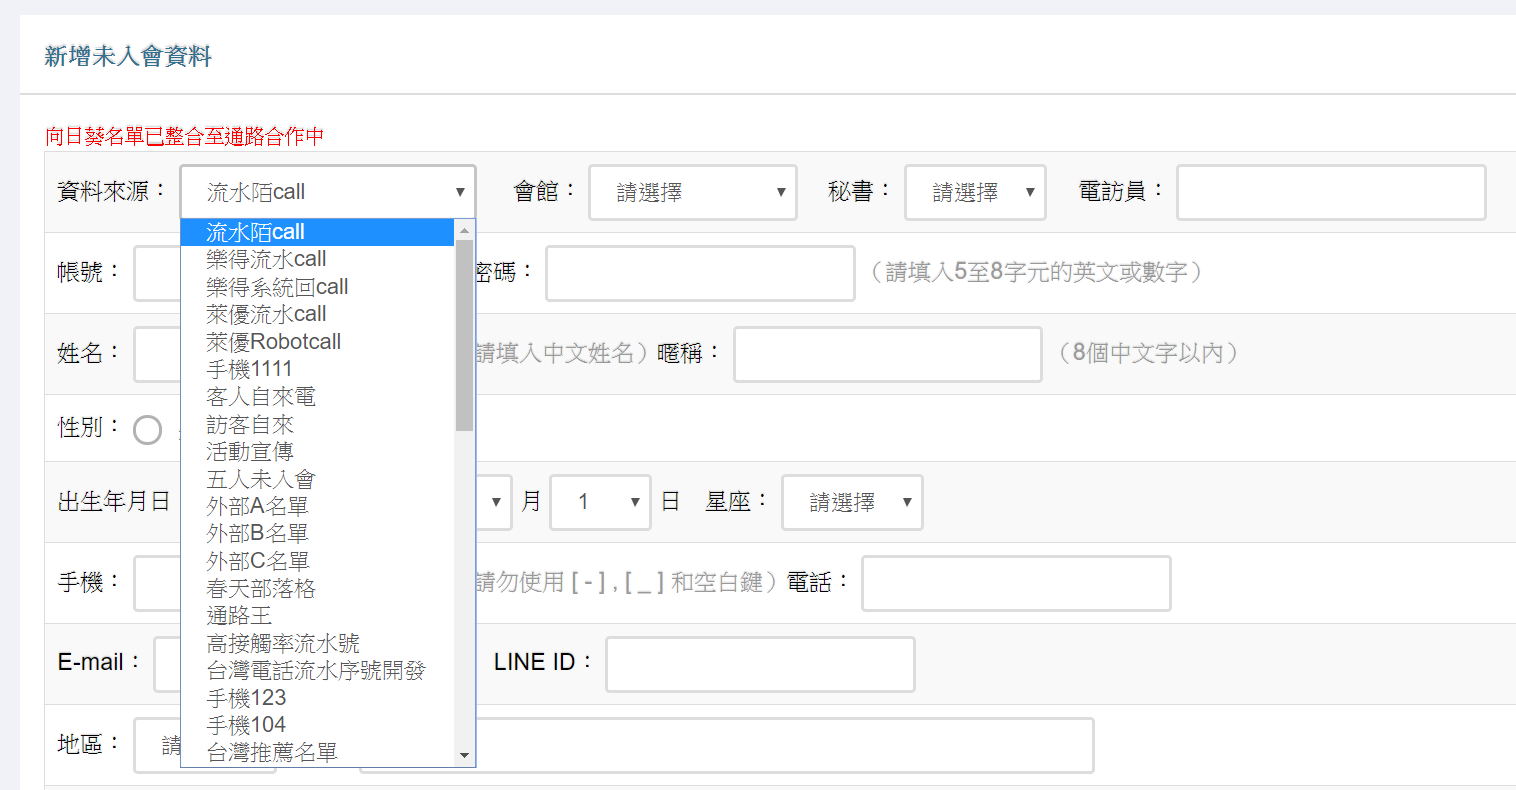 新增未入會資料
向日葵名單已整合至通路合作中
資料來源： 流水陌call 會館： 請選擇 秘書： 請選擇 電訪員：
流水陌call
樂得流水call
樂得系統回call
萊優流水call
萊優Robotcall
手機1111
客人自來電
訪客自來
活動宣傳
五人未入會
外部A名單
外部B名單
外部C名單
春天部落格
通路王
高接觸率流水號
台灣電話流水序號開發
手機123
手機104
台灣推薦名單
帳號： 密碼： （請填入5至8字元的英文或數字）
姓名： 請填入中文姓名）暱稱： （8個中文字以內）
性別：
出生年月日 月 1 日 星座： 請選擇
手機： 請勿使用 [ - ] , [ _ ] 和空白鍵）電話：
E-mail： LINE ID：
地區： 請